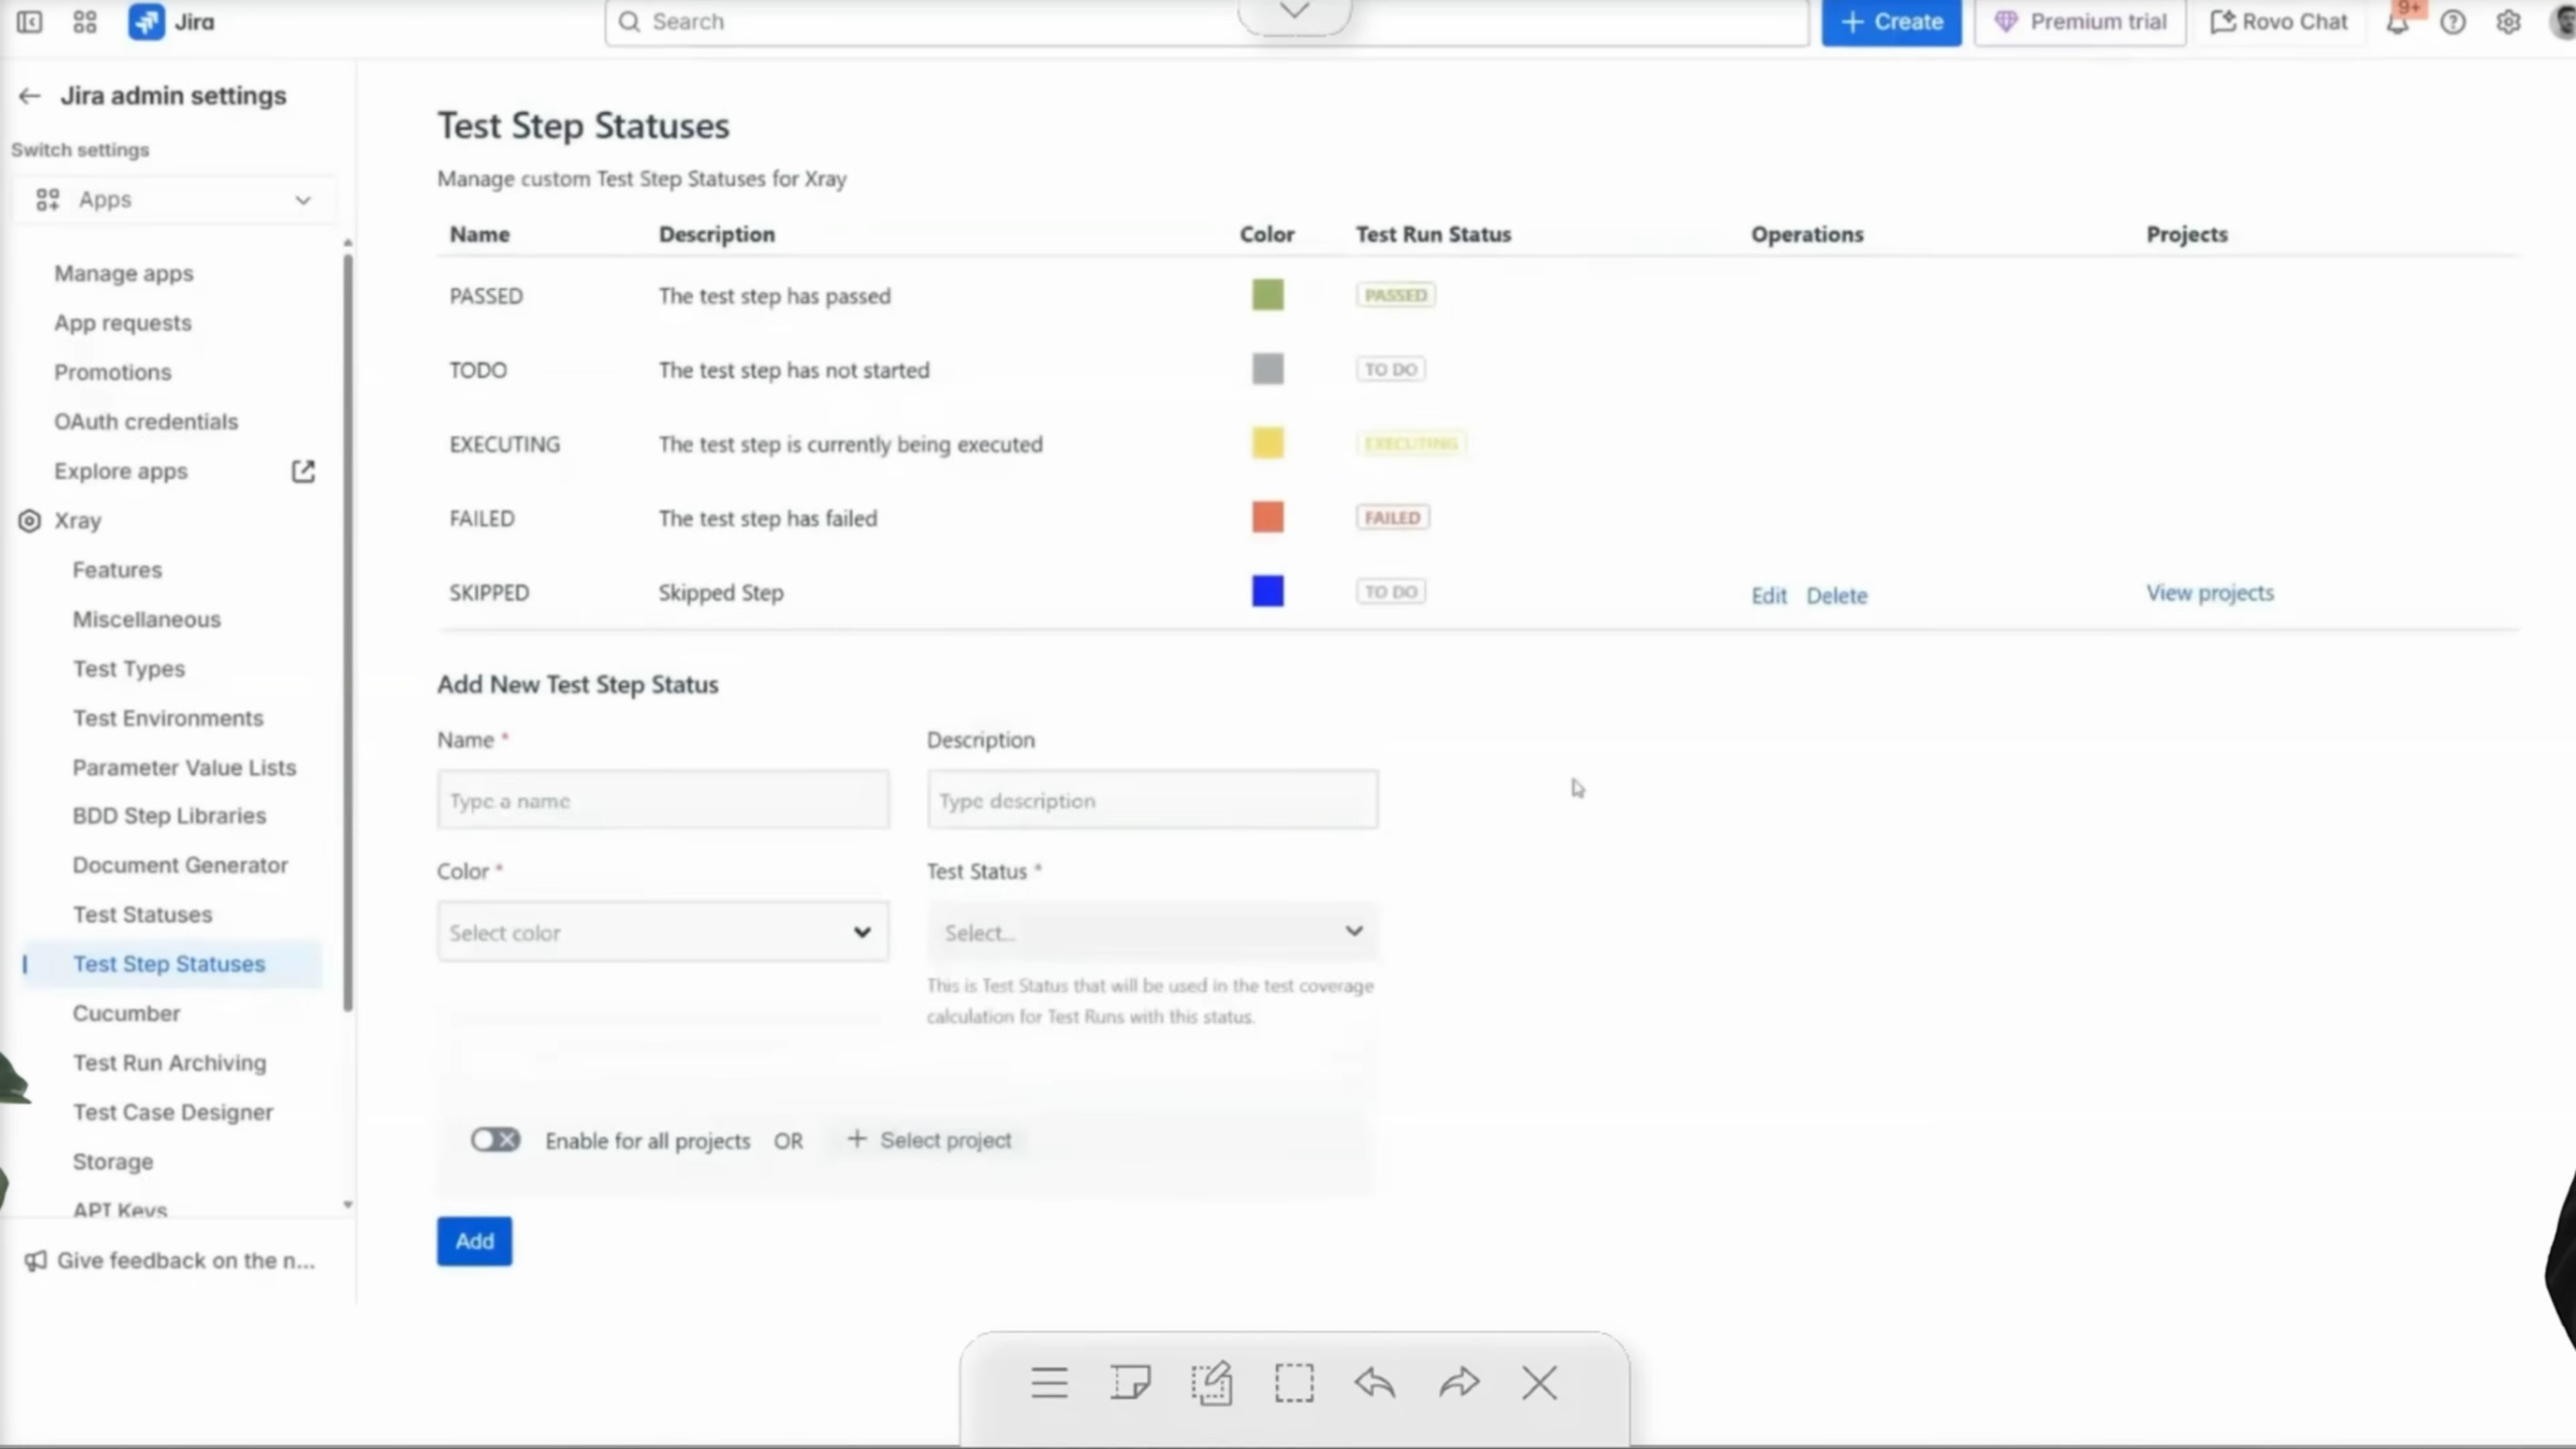 Jira
Search
+ Create
Premium trial
Rovo Chat
9+
Jira admin settings
Switch settings
Apps
Manage apps
App requests
Promotions
OAuth credentials
Explore apps
Xray
Features
Miscellaneous
Test Types
Test Environments
Parameter Value Lists
BDD Step Libraries
Document Generator
Test Statuses
Test Step Statuses
Cucumber
Test Run Archiving
Test Case Designer
Storage
API Keys
Give feedback on the n...
Test Step Statuses
Manage custom Test Step Statuses for Xray
Name Description Color Test Run Status Operations Projects
PASSED The test step has passed PASSED
TODO The test step has not started TO DO
EXECUTING The test step is currently being executed EXECUTING
FAILED The test step has failed FAILED
SKIPPED Skipped Step TO DO Edit Delete View projects
Add New Test Step Status
Name * Description
Type a name Type description
Color * Test Status *
Select color Select...
This is Test Status that will be used in the test coverage
calculation for Test Runs with this status.
Enable for all projects OR + Select project
Add